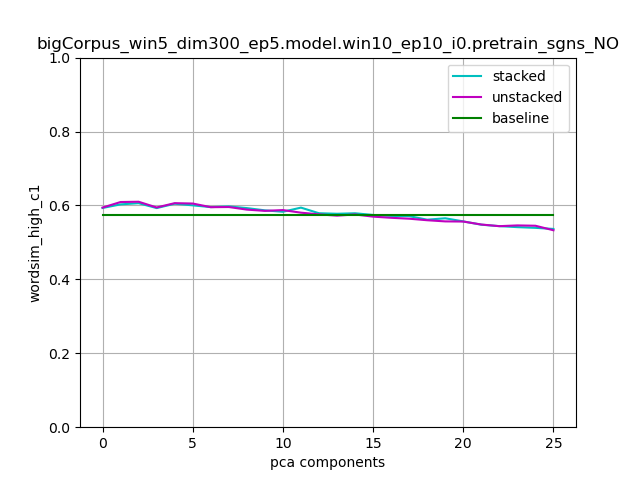 bigCorpus_win5_dim300_ep5.model.win10_ep10_i0.pretrain_sgns_NO
1.0
0.8
0.6
0.4
0.2
0.0
wordsim_high_c1
stacked
unstacked
baseline
0 5 10 15 20 25
pca components